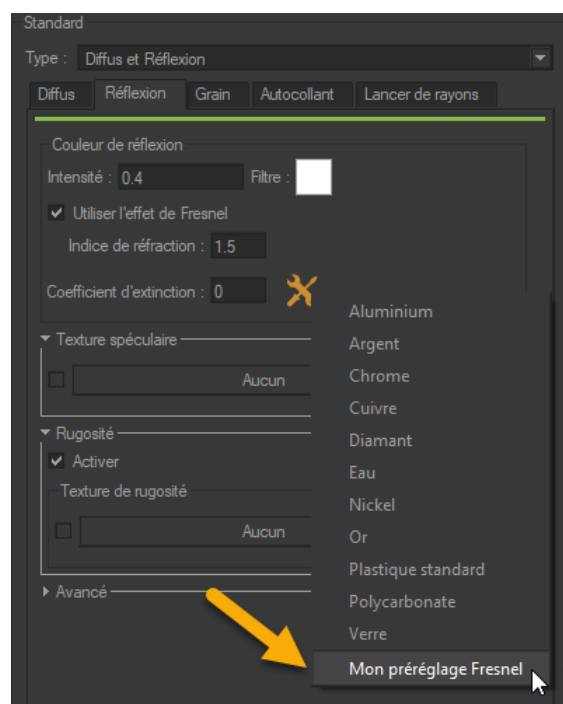 Standard
Type : Diffus et Réflexion
Diffus Réflexion Grain Autocollant Lancer de rayons
Couleur de réflexion
Intensité : 0.4 Filtre :
Utiliser l'effet de Fresnel
Indice de réfraction : 1.5
Coefficient d'extinction : 0
Texture spéculaire
Aucun
Rugosité
Activer
Texture de rugosité
Aucun
Avancé
Aluminium
Argent
Chrome
Cuivre
Diamant
Eau
Nickel
Or
Plastique standard
Polycarbonate
Verre
Mon préréglage Fresnel